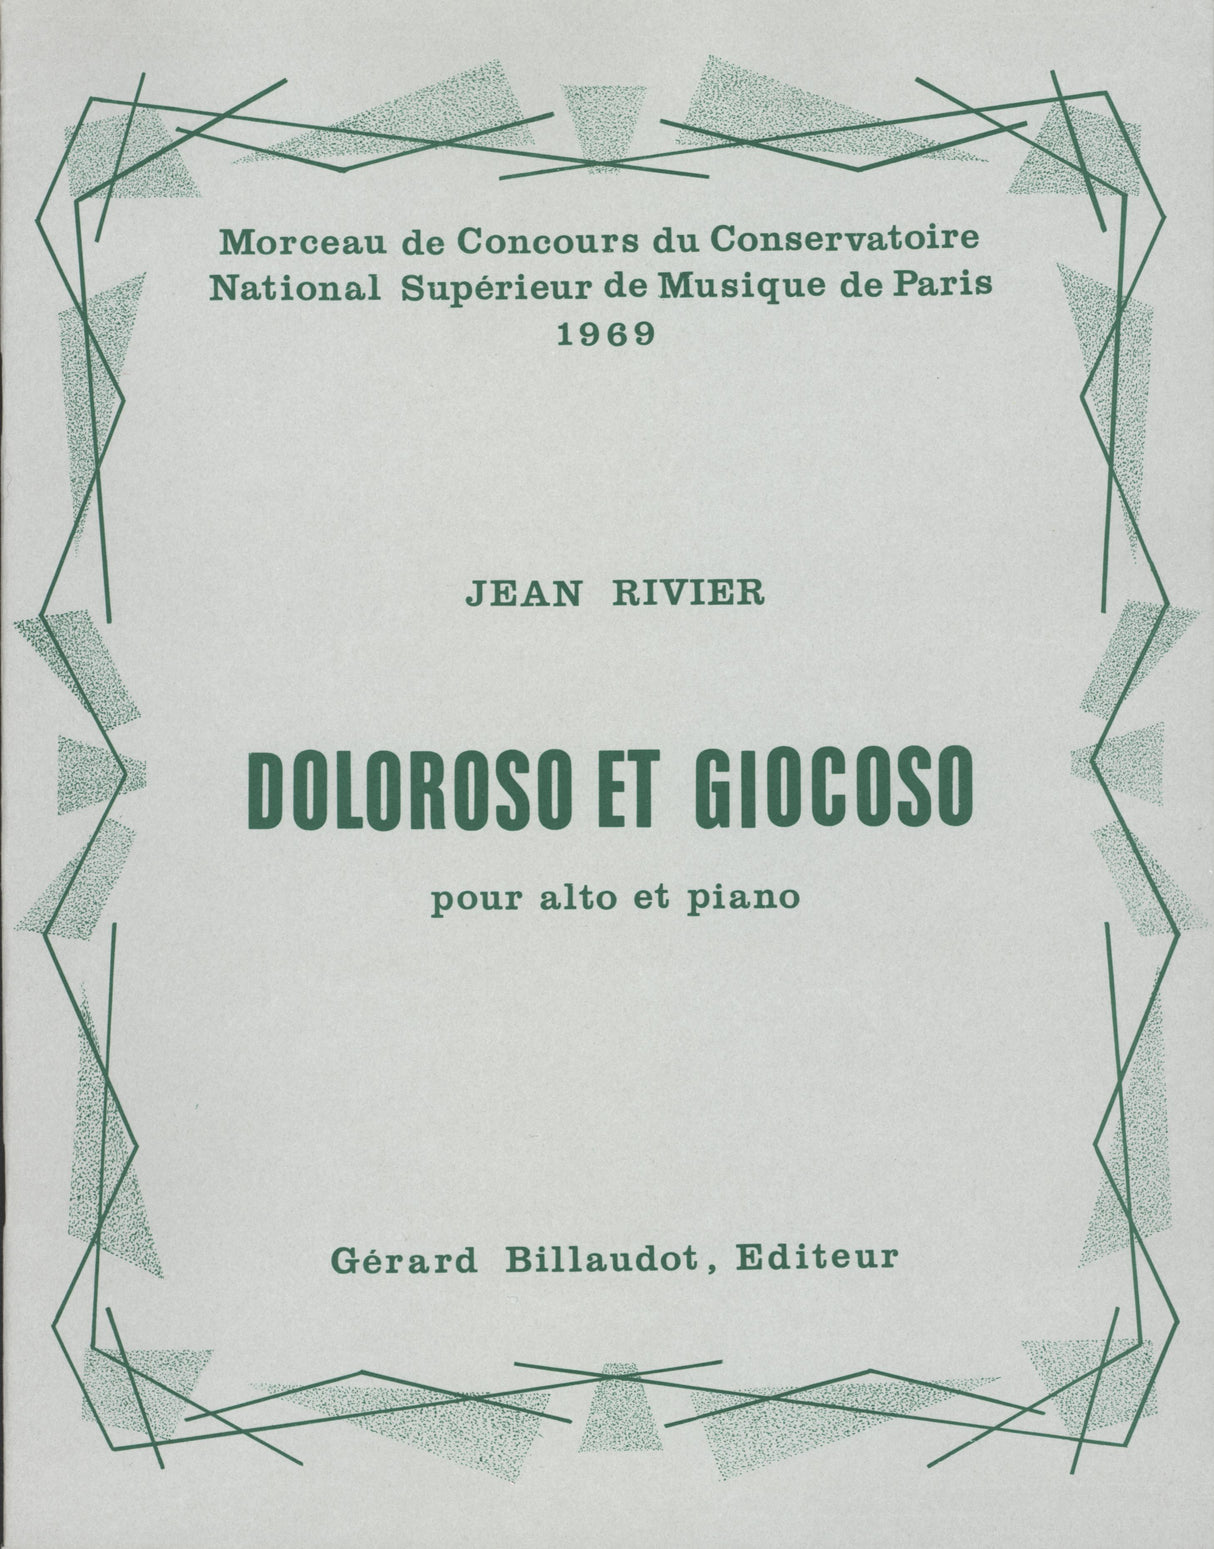 Morceau de Concours du Conservatoire
National Supérieur de Musique de Paris
1969
JEAN RIVIER
DOLOROSO ET GIOCOSO
pour alto et piano
Gérard Billaudot, Editeur